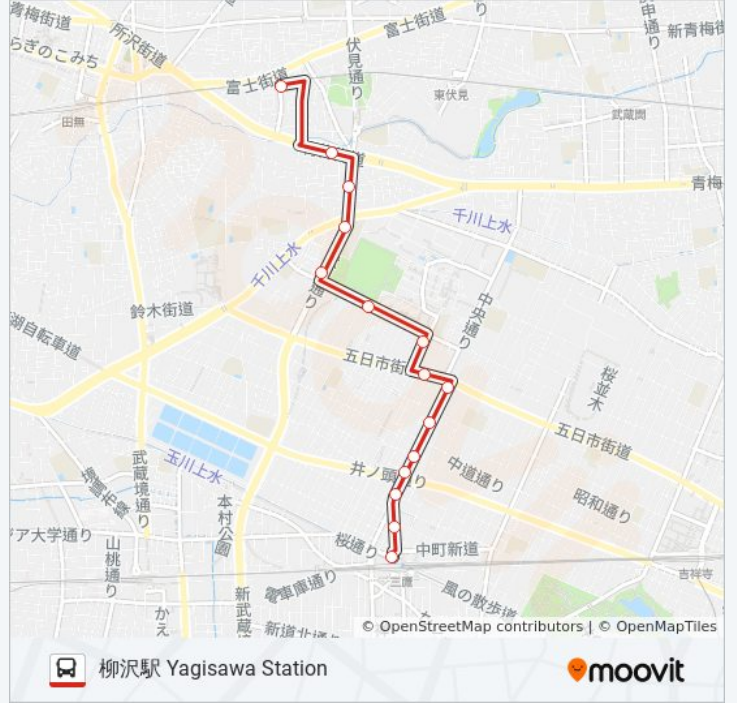 青梅街道
所沢街道
富士街道
伏見通り
新青梅街
らぎのこみち
富士街道
東伏見
武蔵関
田無
青梅
千川上水
千川上水
鈴木街道
中央通り
湖自転車道
五日市街
桜並木
五日市街道
玉川上水
武蔵境通り
井ノ頭通り
中道通り
昭和通り
本村公園
ジア大学通り
桜通り
中町新道
山桃通り
三鷹
吉祥寺
電車庫通り
風の散歩道
かえ
新武蔵境
新道北通り
© OpenStreetMap contributors | © OpenMapTiles
柳沢駅 Yagisawa Station
moovit